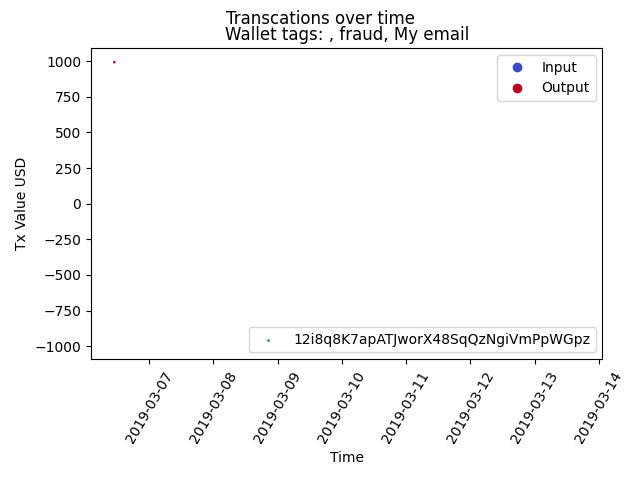 Transcations over time
Wallet tags: , fraud, My email
1000
750
500
250
0
−250
−500
−750
−1000
Tx Value USD
Input
Output
12i8q8K7apATJworX48SqQzNgiVmPpWGpz
2019-03-07
2019-03-08
2019-03-09
2019-03-10
2019-03-11
2019-03-12
2019-03-13
2019-03-14
Time